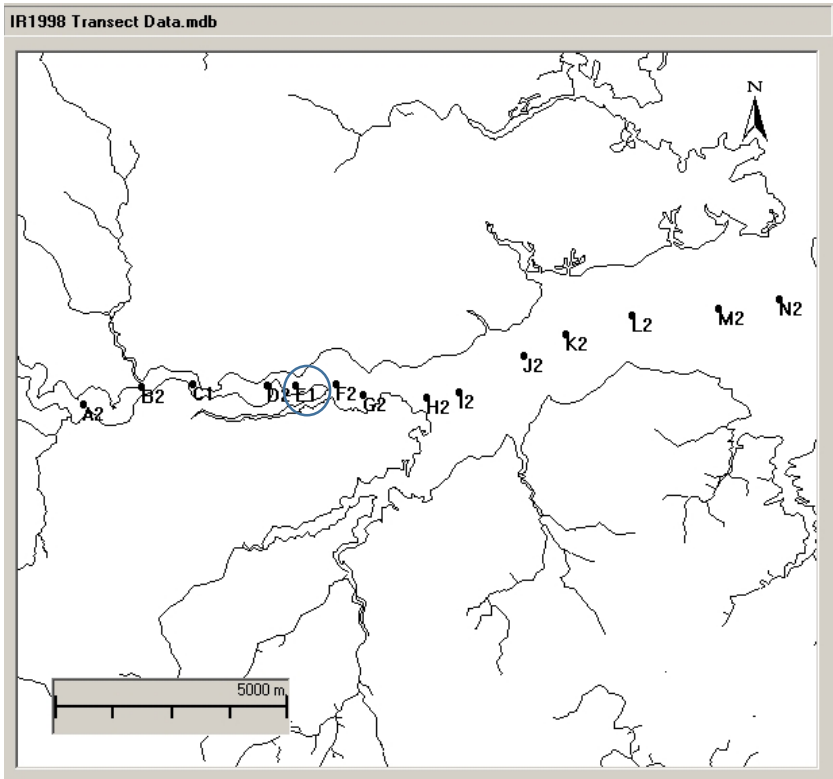 IR1998 Transect Data.mdb
N
N2
M2
L2
K2
J2
A2
B2
C1
D2
E1
F2
G2
H2
I2
5000 m